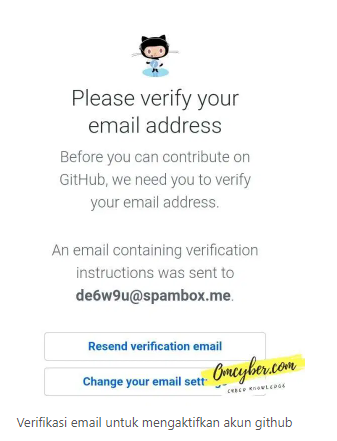 Please verify your
email address
Before you can contribute on
GitHub, we need you to verify
your email address.
An email containing verification
instructions was sent to
de6w9u@spambox.me.
Resend verification email
Change your email sett
Omcyber.com
CYBER KNOWLEDGE
Verifikasi email untuk mengaktifkan akun github